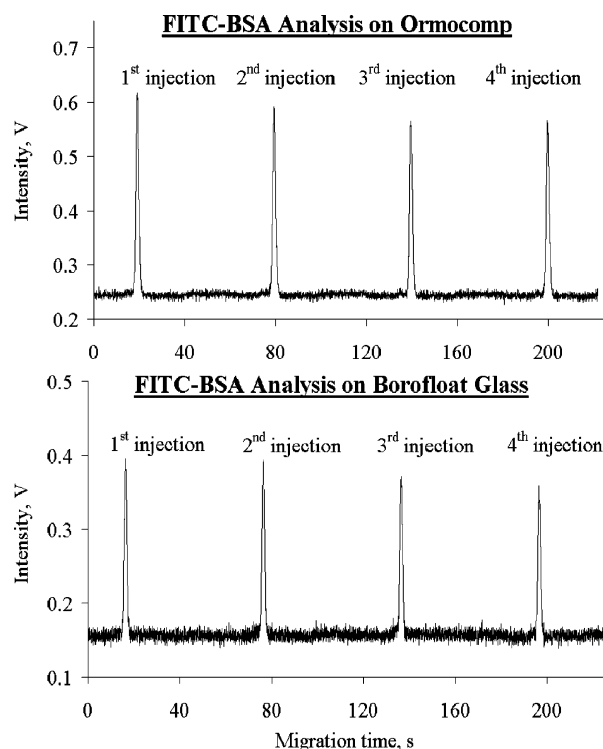 FITC-BSA Analysis on Ormocomp
0.7
1st injection 2nd injection 3rd injection 4th injection
0.6
0.5
Intensity, V
0.4
0.3
0.2
0 40 80 120 160 200
FITC-BSA Analysis on Borofloat Glass
0.5
1st injection 2nd injection 3rd injection 4th injection
0.4
Intensity, V
0.3
0.2
0.1
0 40 80 120 160 200
Migration time, s